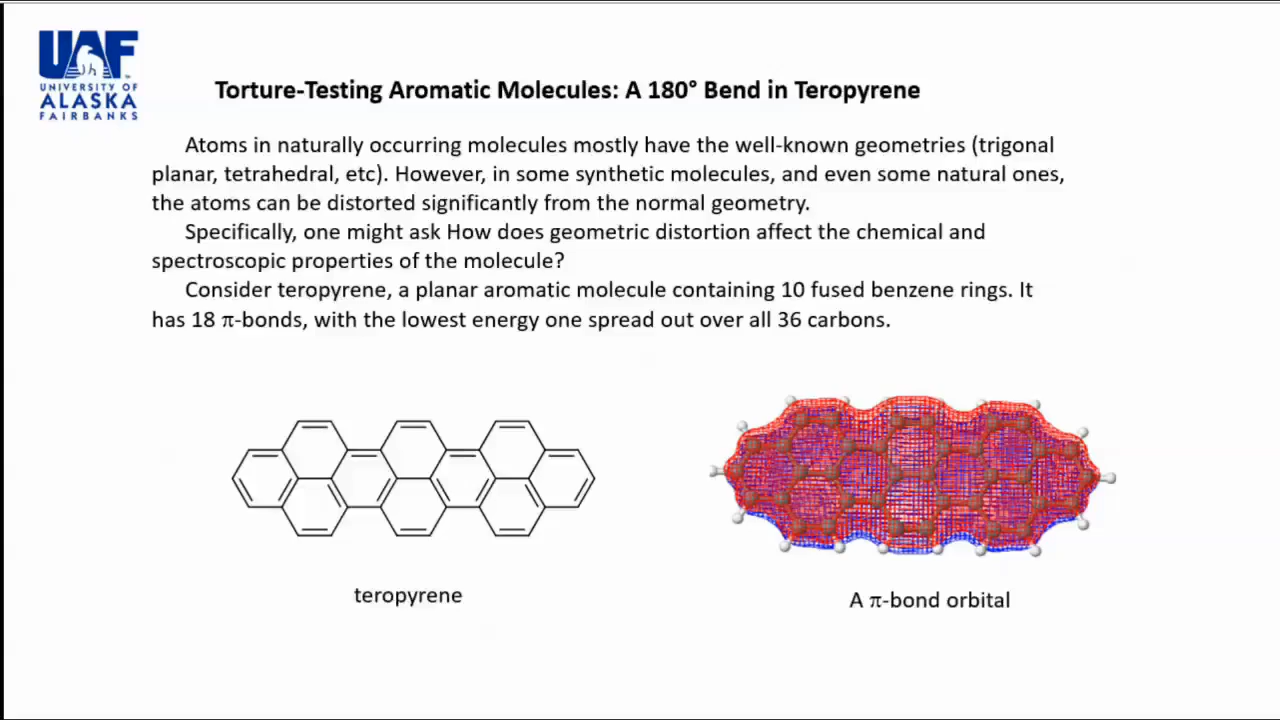 UAF
UNIVERSITY OF
ALASKA
FAIRBANKS
Torture-Testing Aromatic Molecules: A 180° Bend in Teropyrene
Atoms in naturally occurring molecules mostly have the well-known geometries (trigonal
planar, tetrahedral, etc). However, in some synthetic molecules, and even some natural ones,
the atoms can be distorted significantly from the normal geometry.
Specifically, one might ask How does geometric distortion affect the chemical and
spectroscopic properties of the molecule?
Consider teropyrene, a planar aromatic molecule containing 10 fused benzene rings. It
has 18 π-bonds, with the lowest energy one spread out over all 36 carbons.
teropyrene
A π-bond orbital